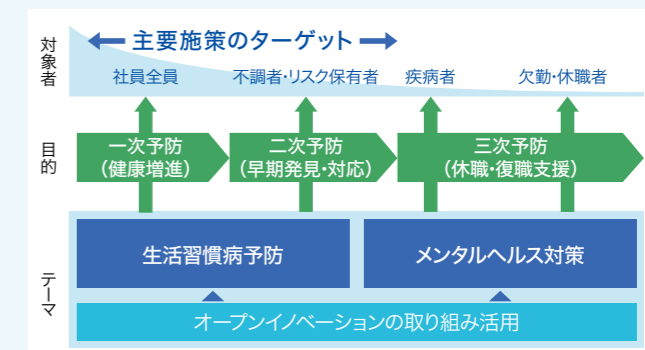 対象者
主要施策のターゲット
社員全員
不調者・リスク保有者
疾病者
欠勤・休職者
目的
一次予防
(健康増進)
二次予防
(早期発見・対応)
三次予防
(休職・復職支援)
テーマ
生活習慣病予防
メンタルヘルス対策
オープンイノベーションの取り組み活用